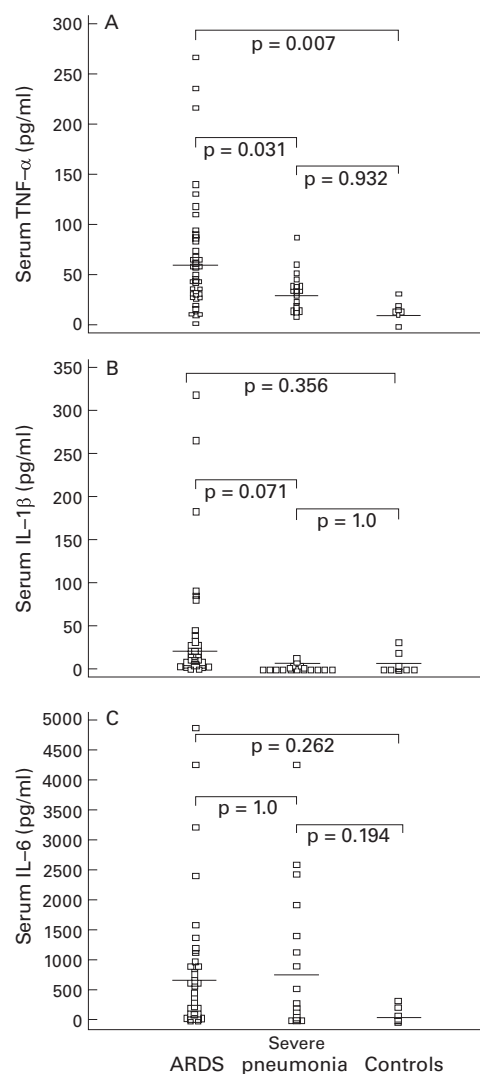 A
Serum TNF–α (pg/ml)
300
250
200
150
100
50
0
p = 0.007
p = 0.031
p = 0.932
B
Serum IL–1β (pg/ml)
350
300
250
200
150
100
50
0
p = 0.356
p = 0.071
p = 1.0
C
Serum IL–6 (pg/ml)
5000
4500
4000
3500
3000
2500
2000
1500
1000
500
0
p = 0.262
p = 1.0
p = 0.194
ARDS
Severe
pneumonia
Controls